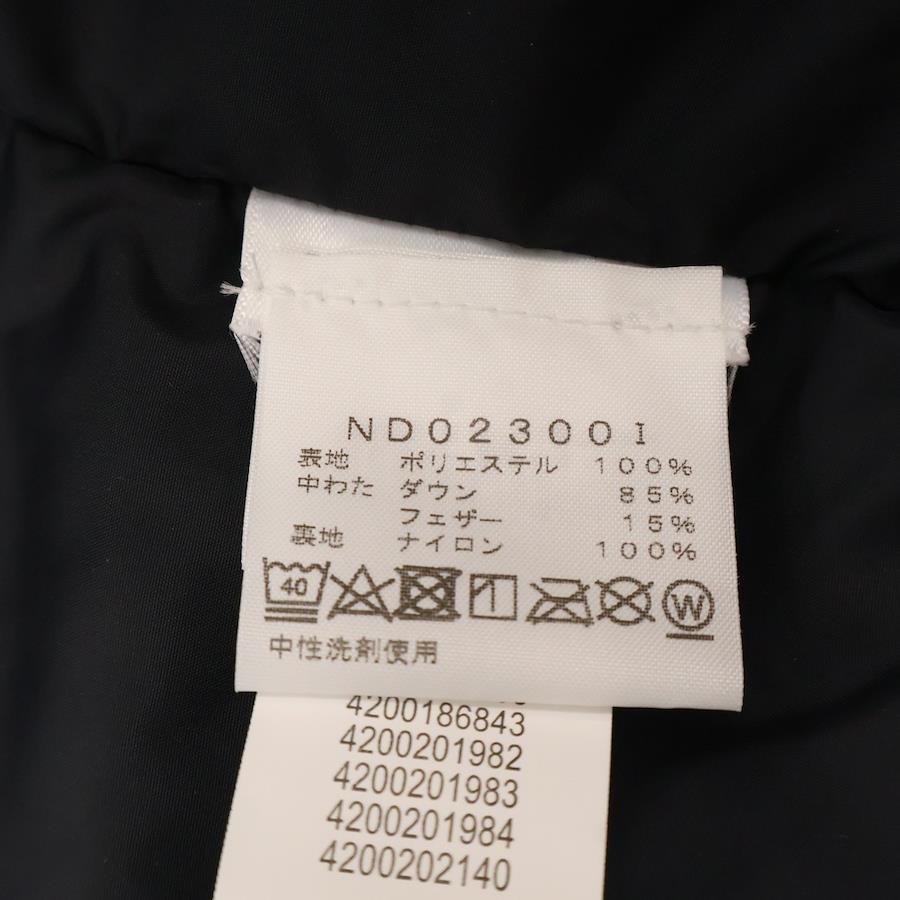 ND02300I
表地 ポリエステル 100%
中わた ダウン 85%
フェザー 15%
裏地 ナイロン 100%
40 W
中性洗剤使用
4200186843
4200201982
4200201983
4200201984
4200202140